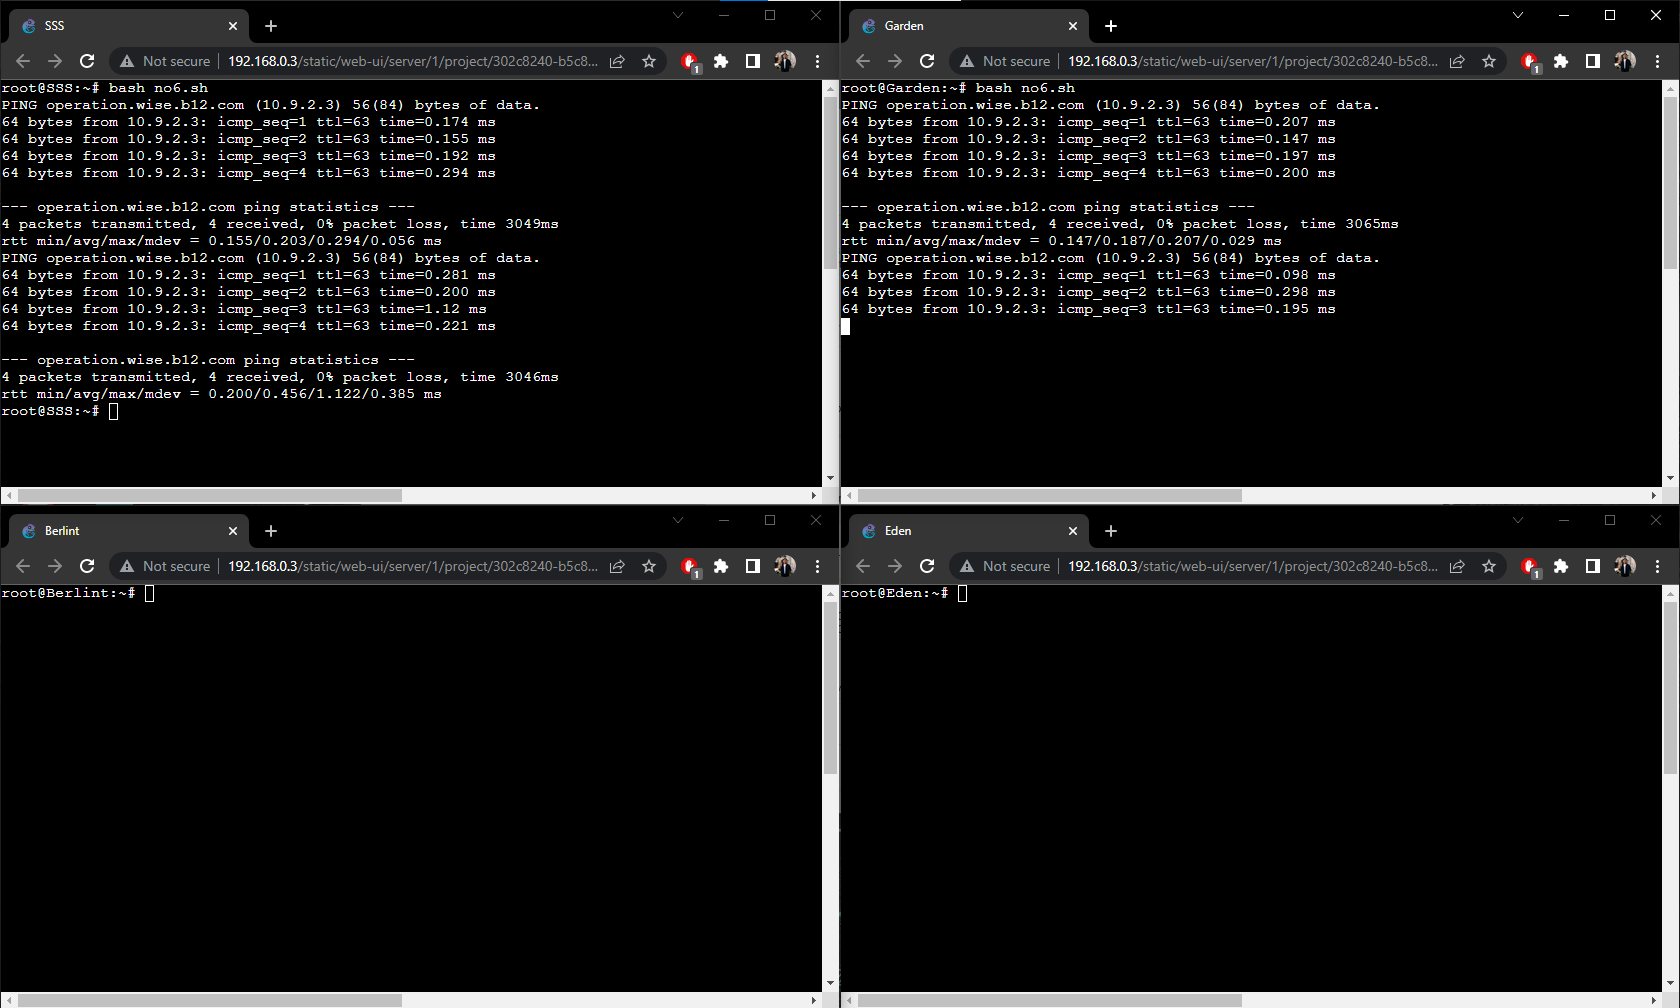 SSS
Not secure 192.168.0.3/static/web-ui/server/1/project/302c8240-b5c8...
1
root@SSS:~# bash no6.sh
PING operation.wise.b12.com (10.9.2.3) 56(84) bytes of data.
64 bytes from 10.9.2.3: icmp_seq=1 ttl=63 time=0.174 ms
64 bytes from 10.9.2.3: icmp_seq=2 ttl=63 time=0.155 ms
64 bytes from 10.9.2.3: icmp_seq=3 ttl=63 time=0.192 ms
64 bytes from 10.9.2.3: icmp_seq=4 ttl=63 time=0.294 ms
--- operation.wise.b12.com ping statistics ---
4 packets transmitted, 4 received, 0% packet loss, time 3049ms
rtt min/avg/max/mdev = 0.155/0.203/0.294/0.056 ms
PING operation.wise.b12.com (10.9.2.3) 56(84) bytes of data.
64 bytes from 10.9.2.3: icmp_seq=1 ttl=63 time=0.281 ms
64 bytes from 10.9.2.3: icmp_seq=2 ttl=63 time=0.200 ms
64 bytes from 10.9.2.3: icmp_seq=3 ttl=63 time=1.12 ms
64 bytes from 10.9.2.3: icmp_seq=4 ttl=63 time=0.221 ms
--- operation.wise.b12.com ping statistics ---
4 packets transmitted, 4 received, 0% packet loss, time 3046ms
rtt min/avg/max/mdev = 0.200/0.456/1.122/0.385 ms
root@SSS:~#
Garden
Not secure 192.168.0.3/static/web-ui/server/1/project/302c8240-b5c8...
1
root@Garden:~# bash no6.sh
PING operation.wise.b12.com (10.9.2.3) 56(84) bytes of data.
64 bytes from 10.9.2.3: icmp_seq=1 ttl=63 time=0.207 ms
64 bytes from 10.9.2.3: icmp_seq=2 ttl=63 time=0.147 ms
64 bytes from 10.9.2.3: icmp_seq=3 ttl=63 time=0.197 ms
64 bytes from 10.9.2.3: icmp_seq=4 ttl=63 time=0.200 ms
--- operation.wise.b12.com ping statistics ---
4 packets transmitted, 4 received, 0% packet loss, time 3065ms
rtt min/avg/max/mdev = 0.147/0.187/0.207/0.029 ms
PING operation.wise.b12.com (10.9.2.3) 56(84) bytes of data.
64 bytes from 10.9.2.3: icmp_seq=1 ttl=63 time=0.098 ms
64 bytes from 10.9.2.3: icmp_seq=2 ttl=63 time=0.298 ms
64 bytes from 10.9.2.3: icmp_seq=3 ttl=63 time=0.195 ms
Berlint
Not secure 192.168.0.3/static/web-ui/server/1/project/302c8240-b5c8...
1
root@Berlint:~#
Eden
Not secure 192.168.0.3/static/web-ui/server/1/project/302c8240-b5c8...
1
root@Eden:~#